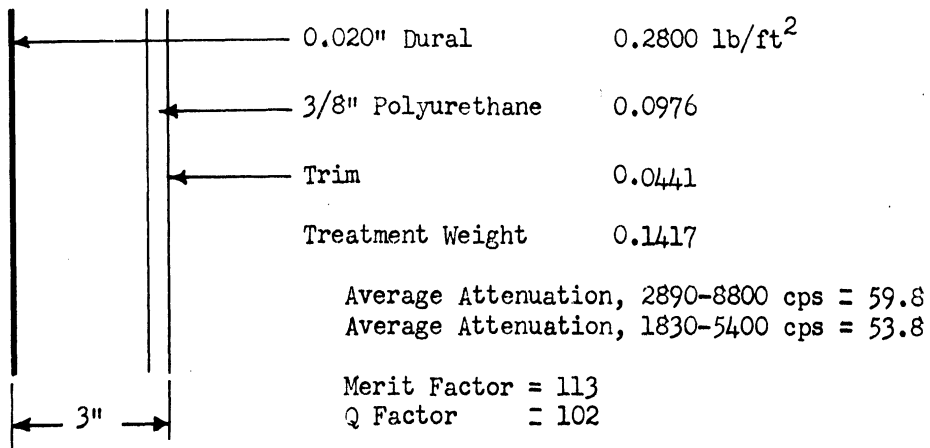 0.020" Dural 0.2800 lb/ft²
3/8" Polyurethane 0.0976
Trim 0.0441
Treatment Weight 0.1417
Average Attenuation, 2890-8800 cps = 59.8
Average Attenuation, 1830-5400 cps = 53.8
Merit Factor = 113
Q Factor = 102
3"